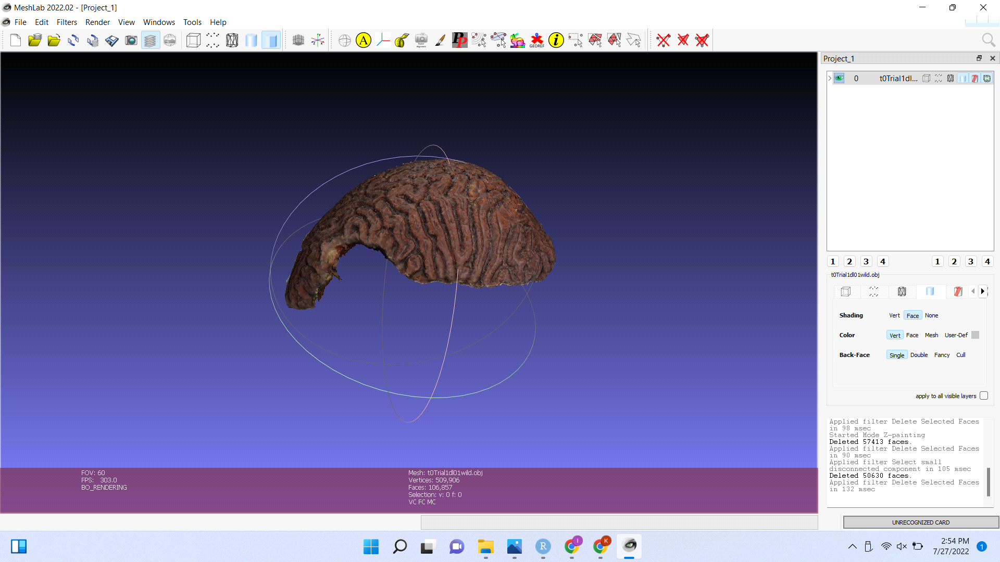 MeshLab 2022.02 - [Project_1]
File Edit Filters Render View Windows Tools Help
A
PP
GEOREF
i
Project_1
0 t0Trial1dl...
1 2 3 4 1 2 3 4
t0Trial1dl01wild.obj
Shading Vert Face None
Color Vert Face Mesh User-Def
Back-Face Single Double Fancy Cull
apply to all visible layers
Applied filter Delete Selected Faces
in 98 msec
Started Mode Z-painting
Deleted 57413 faces.
Applied filter Delete Selected Faces
in 90 msec
Applied filter Select small
disconnected component in 105 msec
Deleted 50630 faces.
Applied filter Delete Selected Faces
in 132 msec
FOV: 60
FPS: 303.0
BO_RENDERING
Mesh: t0Trial1dl01wild.obj
Vertices: 509,906
Faces: 106,857
Selection: v: 0 f: 0
VC FC MC
UNRECOGNIZED CARD
R
I
K
2:54 PM
7/27/2022
1